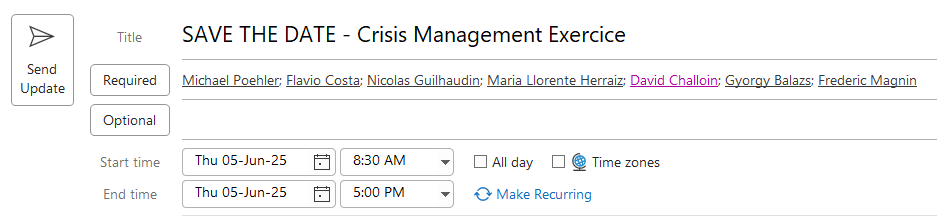 Title SAVE THE DATE - Crisis Management Exercice
Send Update
Required Michael Poehler; Flavio Costa; Nicolas Guilhaudin; Maria Llorente Herraiz; David Challoin; Gyorgy Balazs; Frederic Magnin
Optional
Start time Thu 05-Jun-25 8:30 AM All day Time zones
End time Thu 05-Jun-25 5:00 PM Make Recurring